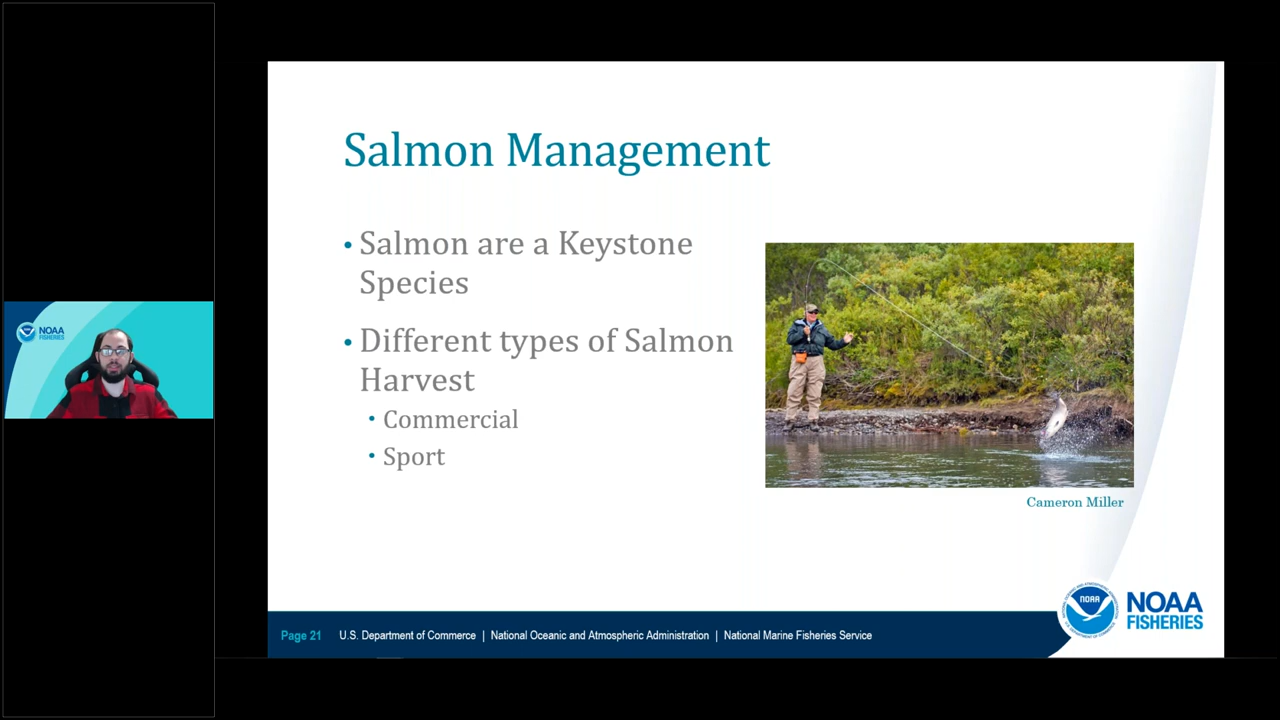 Salmon Management
• Salmon are a Keystone
Species
• Different types of Salmon
Harvest
• Commercial
• Sport
Cameron Miller
NOAA
FISHERIES
NOAA
NOAA
FISHERIES
Page 21
U.S. Department of Commerce | National Oceanic and Atmospheric Administration | National Marine Fisheries Service